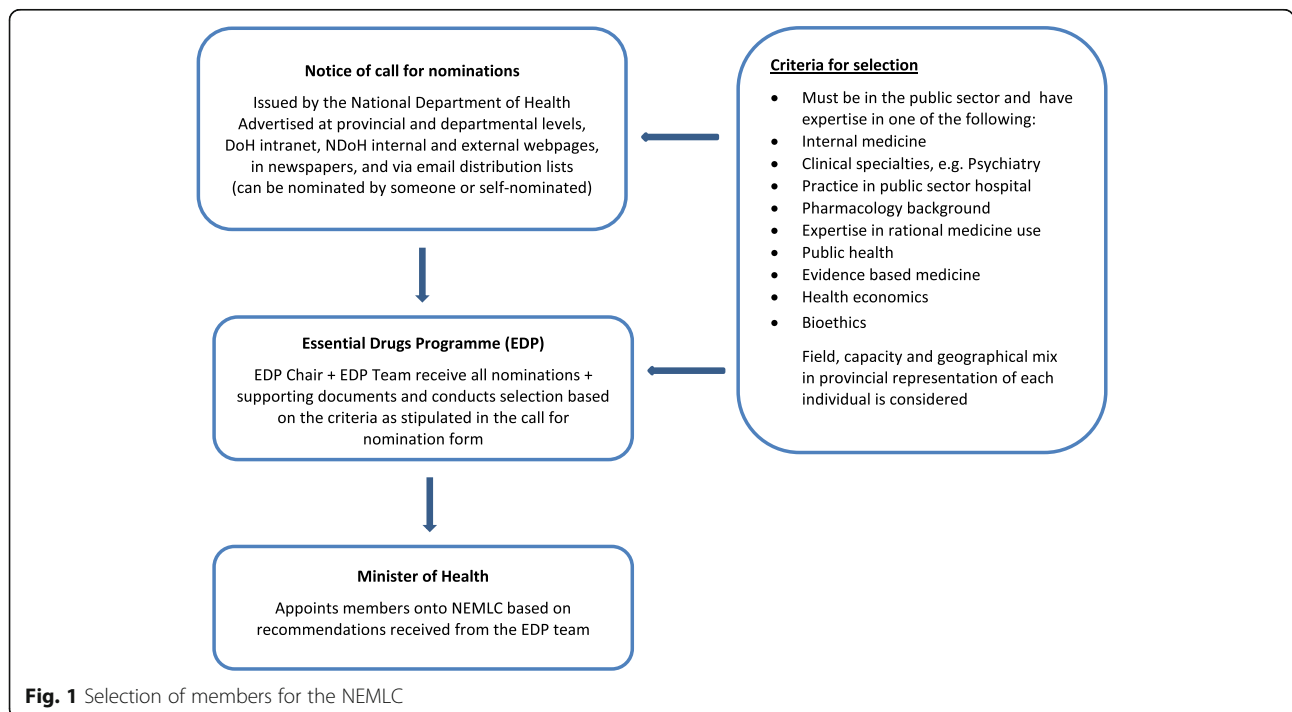 Notice of call for nominations
Issued by the National Department of Health
Advertised at provincial and departmental levels,
DoH intranet, NDoH internal and external webpages,
in newspapers, and via email distribution lists
(can be nominated by someone or self-nominated)
Criteria for selection
• Must be in the public sector and have
expertise in one of the following:
• Internal medicine
• Clinical specialties, e.g. Psychiatry
• Practice in public sector hospital
• Pharmacology background
• Expertise in rational medicine use
• Public health
• Evidence based medicine
• Health economics
• Bioethics
Field, capacity and geographical mix
in provincial representation of each
individual is considered
Essential Drugs Programme (EDP)
EDP Chair + EDP Team receive all nominations +
supporting documents and conducts selection based
on the criteria as stipulated in the call for
nomination form
Minister of Health
Appoints members onto NEMLC based on
recommendations received from the EDP team
Fig. 1 Selection of members for the NEMLC